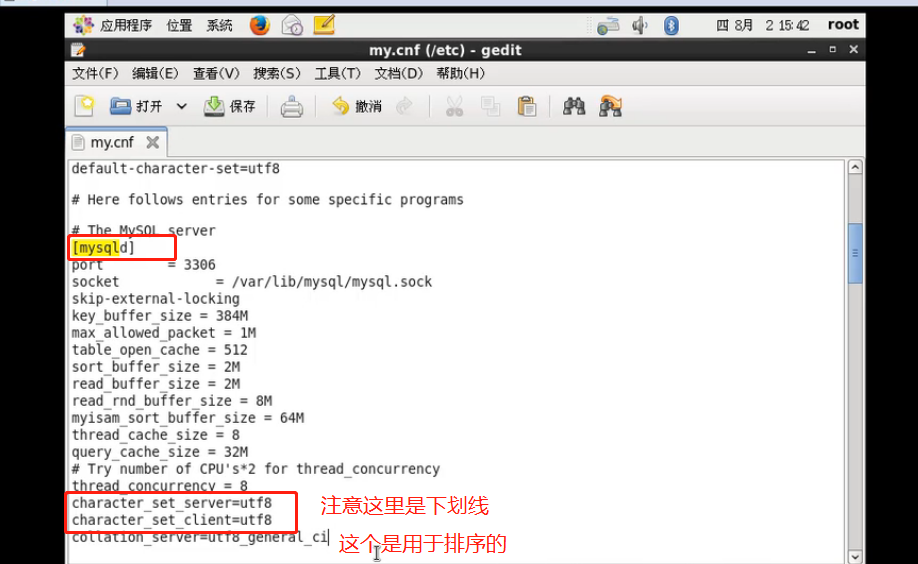 应用程序 位置 系统 四 8月 2 15:42 root
my.cnf (/etc) - gedit
文件(F) 编辑(E) 查看(V) 搜索(S) 工具(T) 文档(D) 帮助(H)
打开 保存 撤消
my.cnf
default-character-set=utf8
# Here follows entries for some specific programs
# The MySQL server
[mysqld]
port = 3306
socket = /var/lib/mysql/mysql.sock
skip-external-locking
key_buffer_size = 384M
max_allowed_packet = 1M
table_open_cache = 512
sort_buffer_size = 2M
read_buffer_size = 2M
read_rnd_buffer_size = 8M
myisam_sort_buffer_size = 64M
thread_cache_size = 8
query_cache_size = 32M
# Try number of CPU's*2 for thread_concurrency
thread_concurrency = 8
character_set_server=utf8 注意这里是下划线
character_set_client=utf8
collation_server=utf8_general_ci 这个是用于排序的